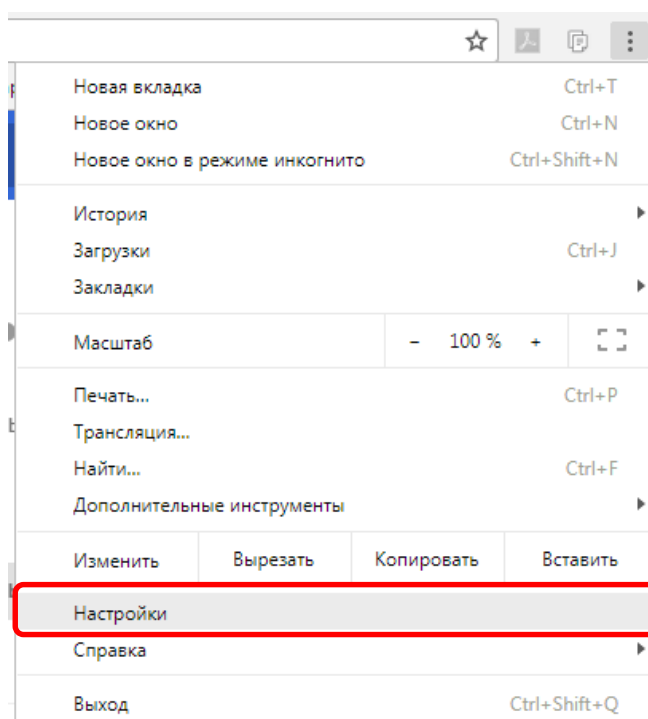 Новая вкладка Ctrl+T
Новое окно Ctrl+N
Новое окно в режиме инкогнито Ctrl+Shift+N
История
Загрузки Ctrl+J
Закладки
Масштаб - 100 % +
Печать... Ctrl+P
Трансляция...
Найти... Ctrl+F
Дополнительные инструменты
Изменить Вырезать Копировать Вставить
Настройки
Справка
Выход Ctrl+Shift+Q